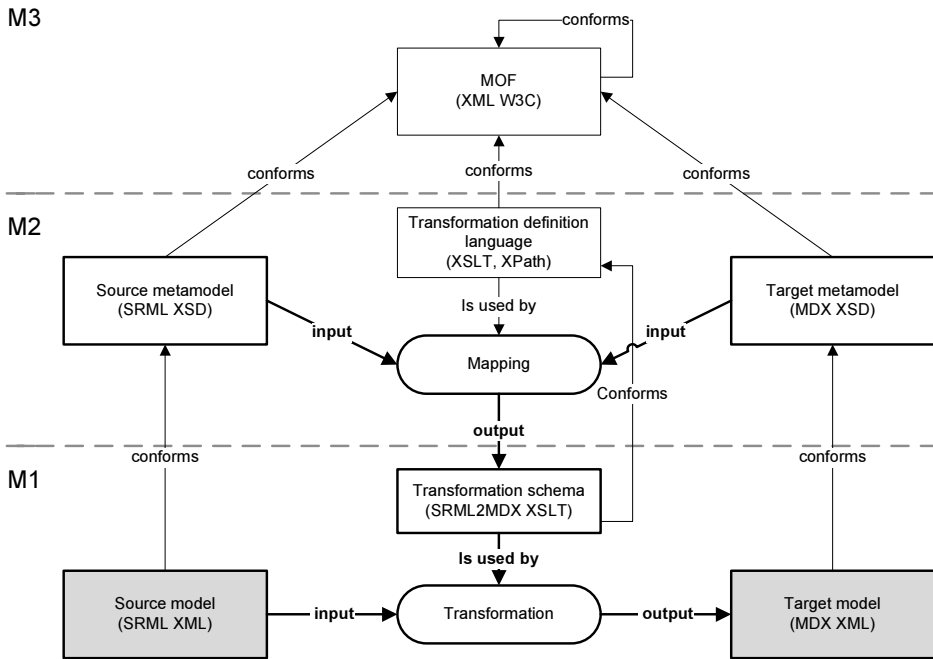 M3
conforms
MOF
(XML W3C)
conforms
conforms
conforms
M2
Transformation definition
language
(XSLT, XPath)
Source metamodel
(SRML XSD)
Target metamodel
(MDX XSD)
Is used by
input
input
Mapping
Conforms
output
conforms
conforms
M1
Transformation schema
(SRML2MDX XSLT)
Is used by
Source model
(SRML XML)
input
Transformation
output
Target model
(MDX XML)